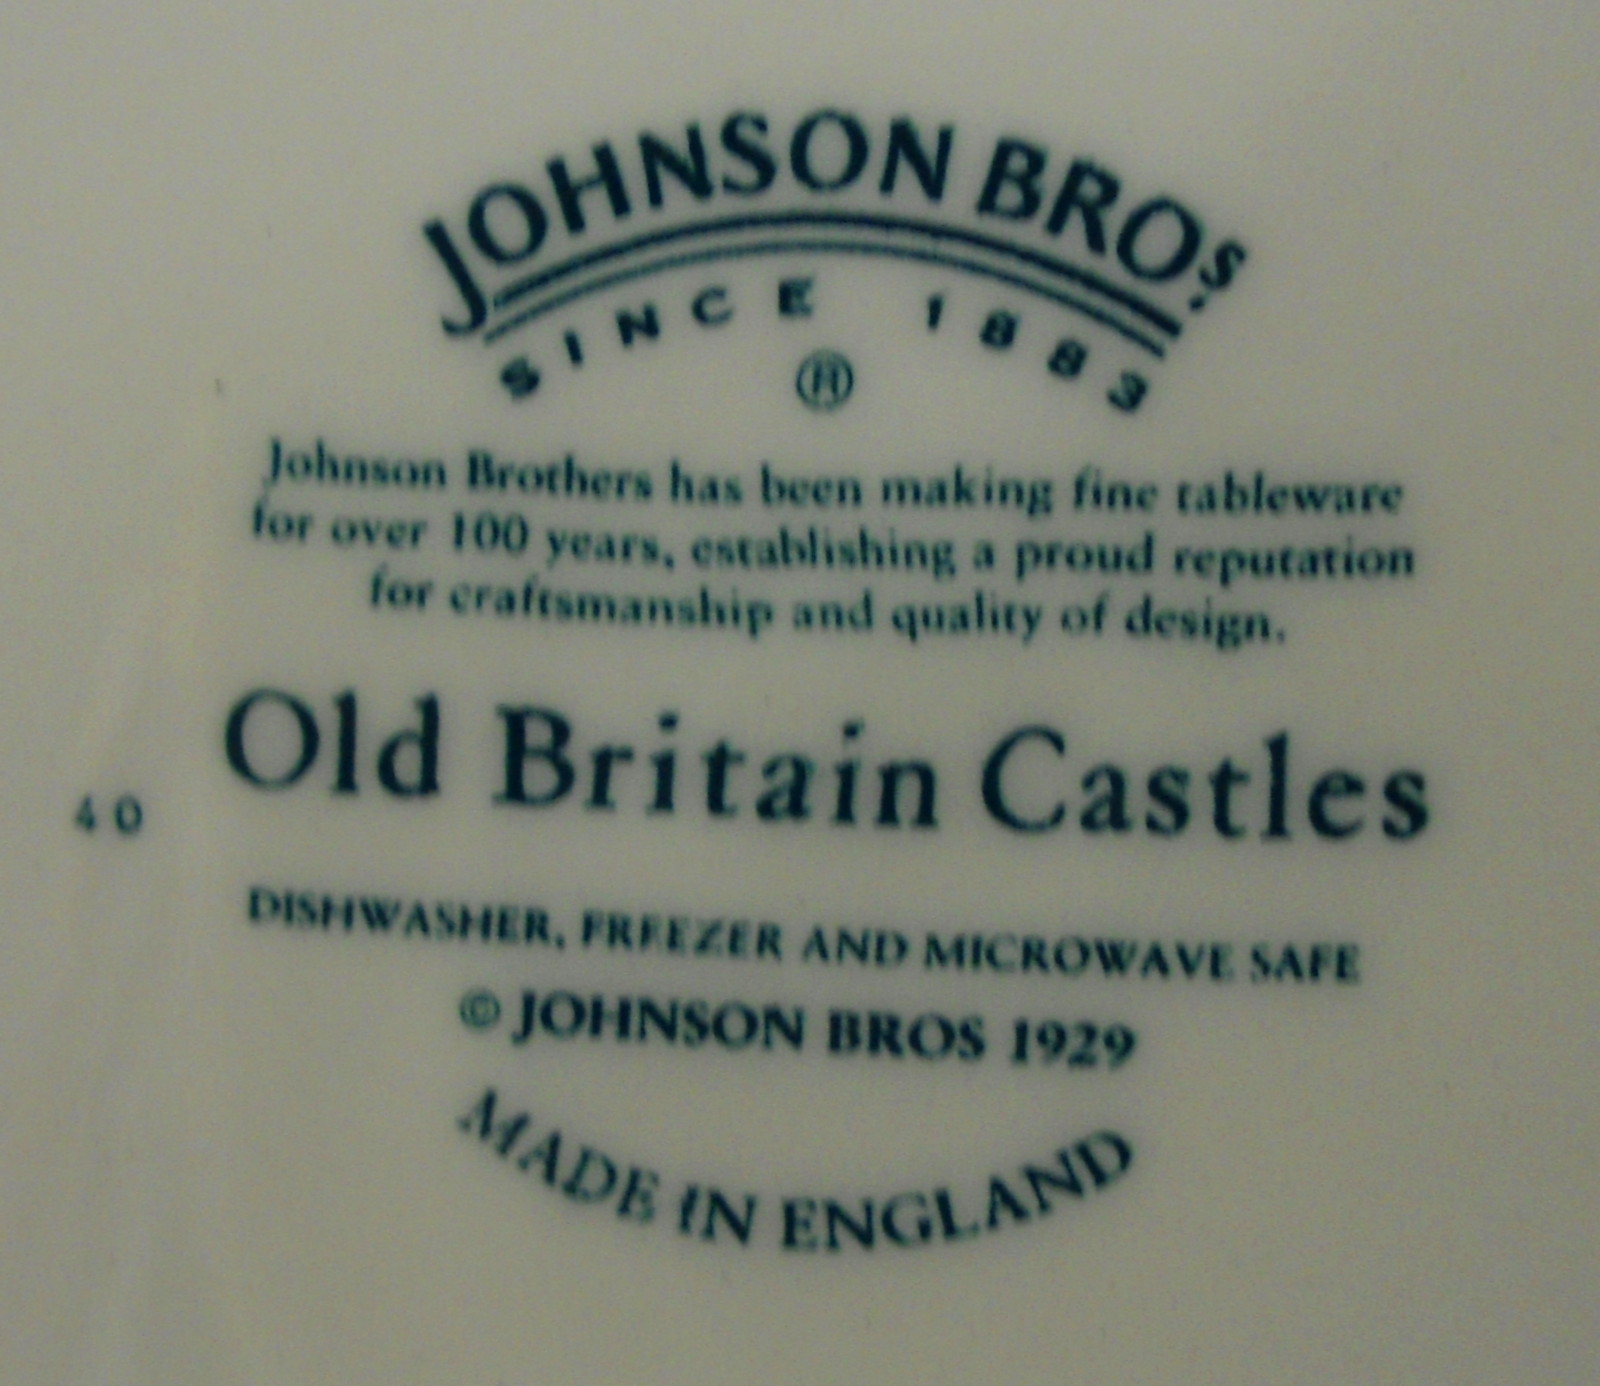 JOHNSON BROS.
SINCE 1883
®
Johnson Brothers has been making fine tableware
for over 100 years, establishing a proud reputation
for craftsmanship and quality of design.
Old Britain Castles
40
DISHWASHER, FREEZER AND MICROWAVE SAFE
© JOHNSON BROS 1929
MADE IN ENGLAND